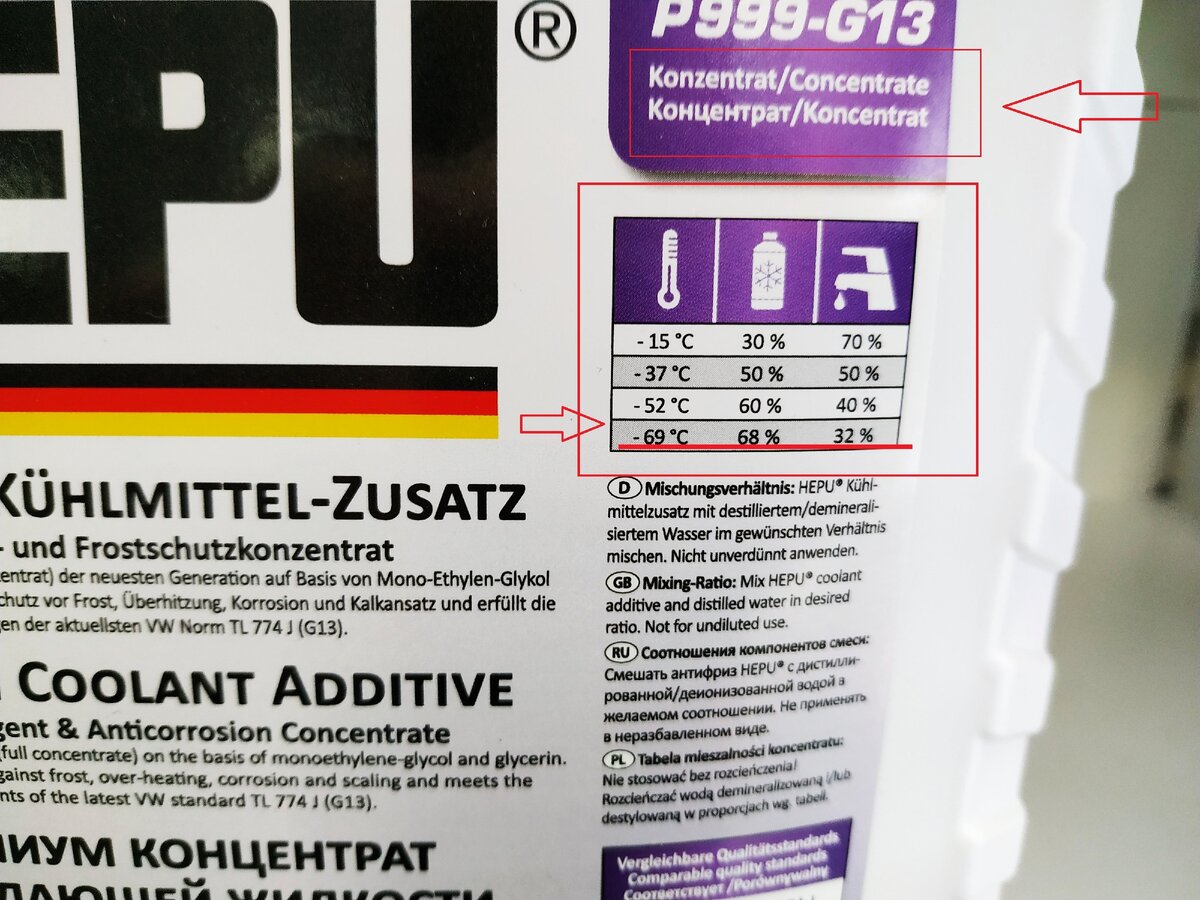 EPU®
P999-G13
Konzentrat/Concentrate
Концентрат/Koncentrat
- 15 °C 30 % 70 %
- 37 °C 50 % 50 %
- 52 °C 60 % 40 %
- 69 °C 68 % 32 %
KÜHLMITTEL-ZUSATZ
- und Frostschutzkonzentrat
entrat) der neuesten Generation auf Basis von Mono-Ethylen-Glykol
chutz vor Frost, Überhitzung, Korrosion und Kalkansatz und erfüllt die
en der aktuellsten VW Norm TL 774 J (G13).
COOLANT ADDITIVE
gent & Anticorrosion Concentrate
(full concentrate) on the basis of monoethylene-glycol and glycerin.
gainst frost, over-heating, corrosion and scaling and meets the
nts of the latest VW standard TL 774 J (G13).
ИУМ КОНЦЕНТРАТ
ДАЮЩЕЙ ЖИДКОСТИ
D Mischungsverhältnis: HEPU® Kühl-
mittelzusatz mit destilliertem/deminerali-
siertem Wasser im gewünschten Verhältnis
mischen. Nicht unverdünnt anwenden.
GB Mixing-Ratio: Mix HEPU® coolant
additive and distilled water in desired
ratio. Not for undiluted use.
RU Соотношения компонентов смеси:
Смешать антифриз HEPU® с дистилли-
рованной/деионизованной водой в
желаемом соотношении. Не применять
в неразбавленном виде.
PL Tabela mieszalności koncentratu:
Nie stosować bez rozcieńczenia!
Rozcieńczać wodą demineralizowaną i/lub
destylowaną w proporcjach wg. tabeli.
Vergleichbare Qualitätsstandards
Comparable quality standards
Соответствует/Porównywalny